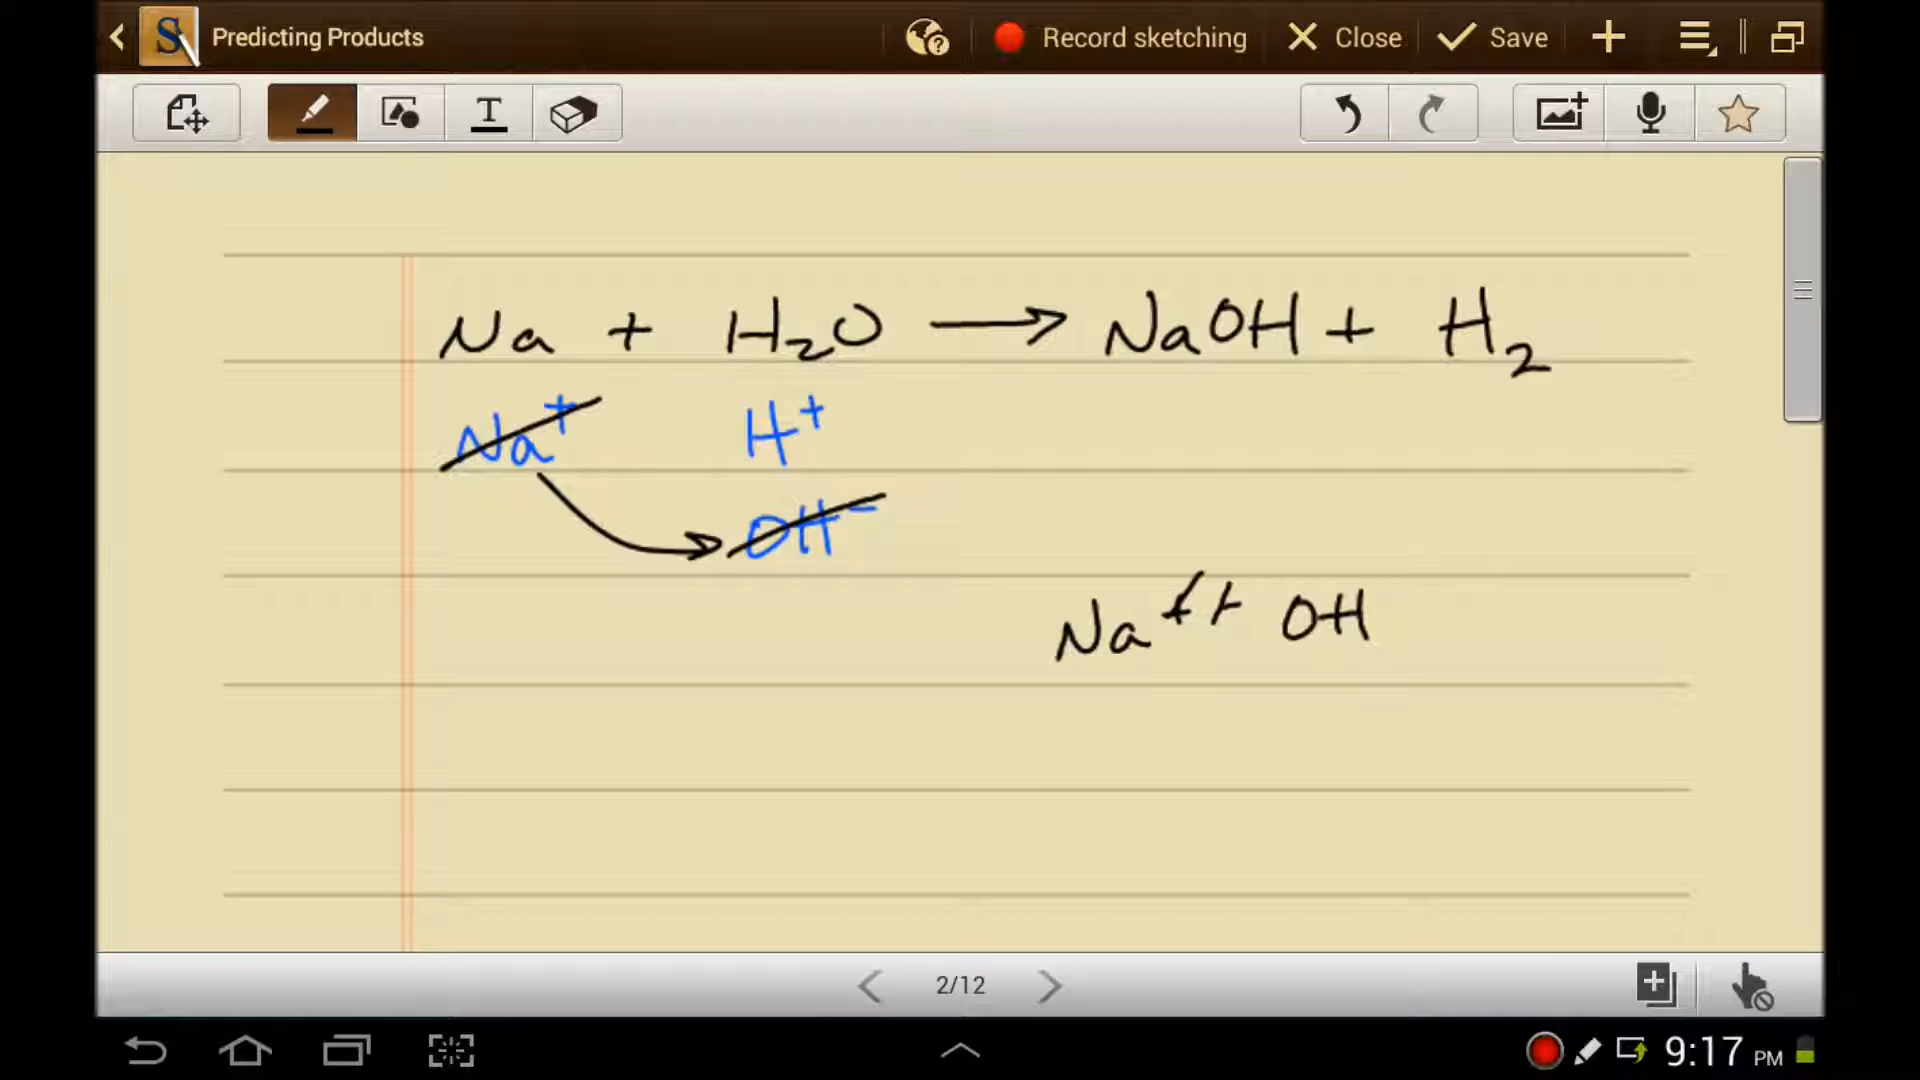 Predicting Products Record sketching Close Save
T
Na + H₂O → NaOH + H₂
Na⁺ H⁺
OH⁻
Na OH
2/12
9:17 PM